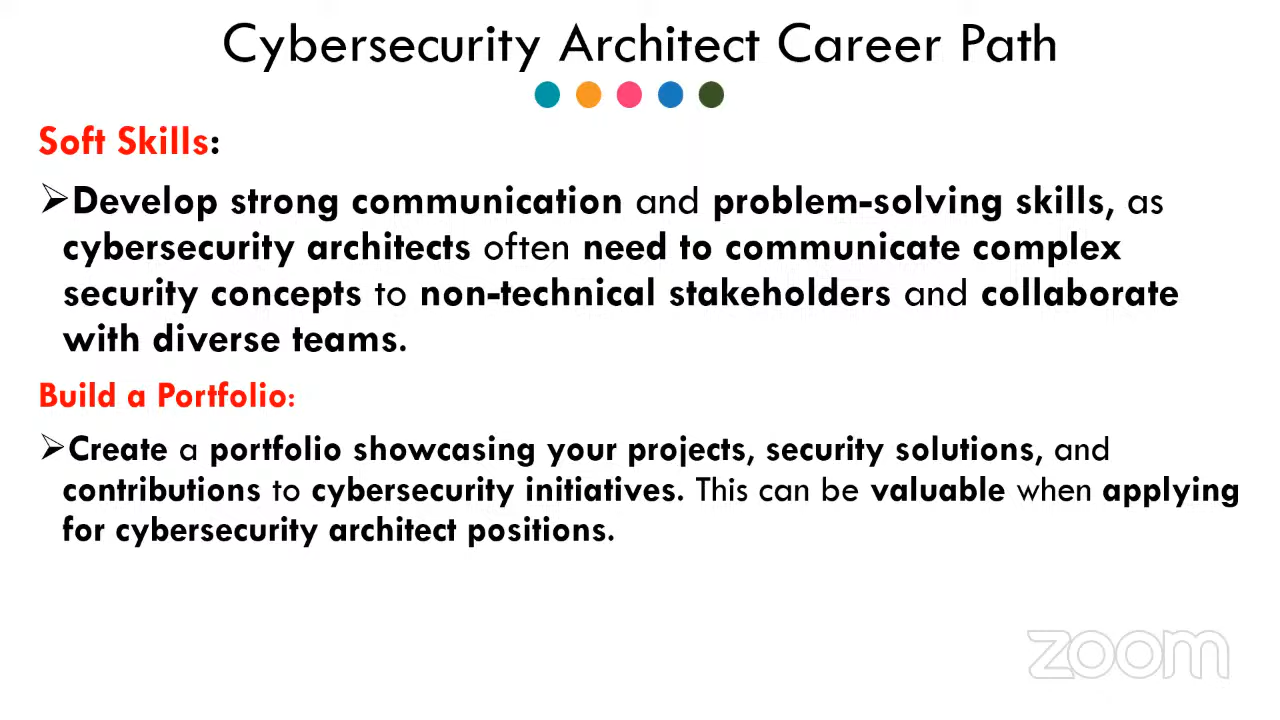 Cybersecurity Architect Career Path
Soft Skills:
➢Develop strong communication and problem-solving skills, as
cybersecurity architects often need to communicate complex
security concepts to non-technical stakeholders and collaborate
with diverse teams.
Build a Portfolio:
➢Create a portfolio showcasing your projects, security solutions, and
contributions to cybersecurity initiatives. This can be valuable when applying
for cybersecurity architect positions.
zoom